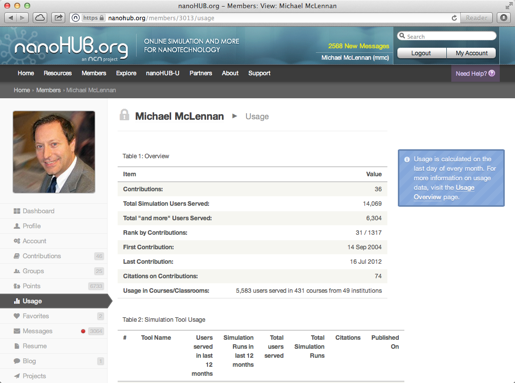 nanoHUB.org – Members: View: Michael McLennan
https nanohub.org/members/3013/usage
Reader
nanoHUB.org
ONLINE SIMULATION AND MORE
FOR NANOTECHNOLOGY
an NCN project
2568 New Messages
Michael McLennan (mmc)
Search
Logout
My Account
Home Resources Members Explore nanoHUB-U Partners About Support
Need Help?
Home › Members › Michael McLennan
Michael McLennan ► Usage
Table 1: Overview
Item Value
Contributions: 36
Total Simulation Users Served: 14,069
Total "and more" Users Served: 6,304
Rank by Contributions: 31 / 1317
First Contribution: 14 Sep 2004
Last Contribution: 16 Jul 2012
Citations on Contributions: 74
Usage in Courses/Classrooms: 5,583 users served in 431 courses from 49 institutions
Usage is calculated on the
last day of every month. For
more information on usage
data, visit the Usage
Overview page.
Dashboard
Profile
Account
Contributions
Groups
Points
Usage
Favorites
Messages
Resume
Blog 1
Projects
Table 2: Simulation Tool Usage
# Tool Name Users served in last 12 months Simulation Runs in last 12 months Total users served Total Simulation Runs Citations Published On